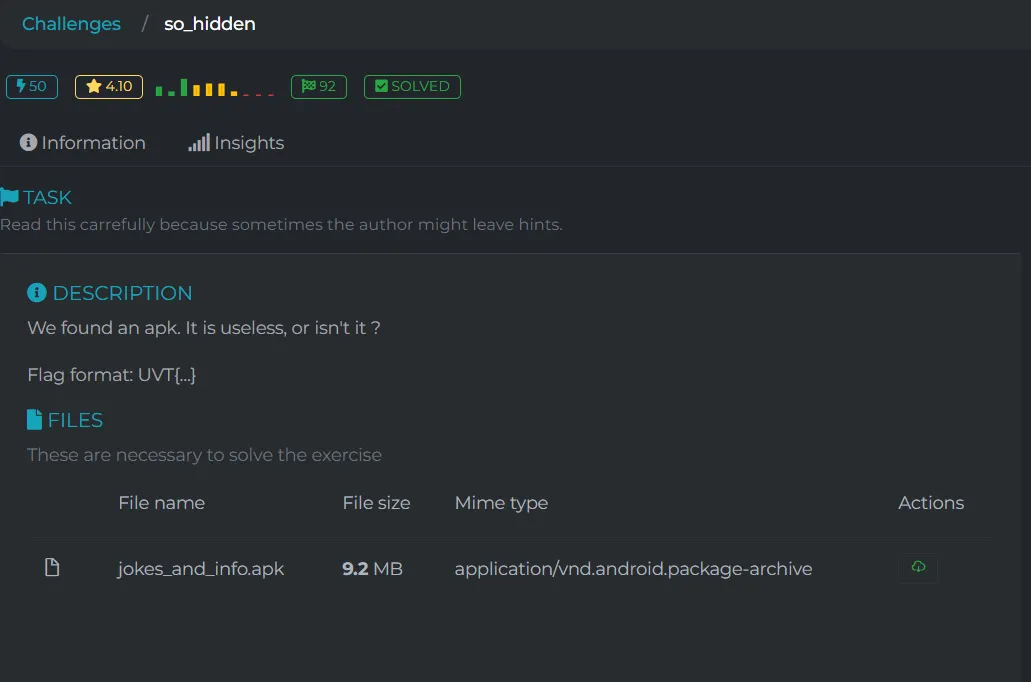 Challenges / so_hidden
50 4.10 92 SOLVED
Information Insights
TASK
Read this carrefully because sometimes the author might leave hints.
DESCRIPTION
We found an apk. It is useless, or isn't it ?
Flag format: UVT{...}
FILES
These are necessary to solve the exercise
File name File size Mime type Actions
jokes_and_info.apk 9.2 MB application/vnd.android.package-archive